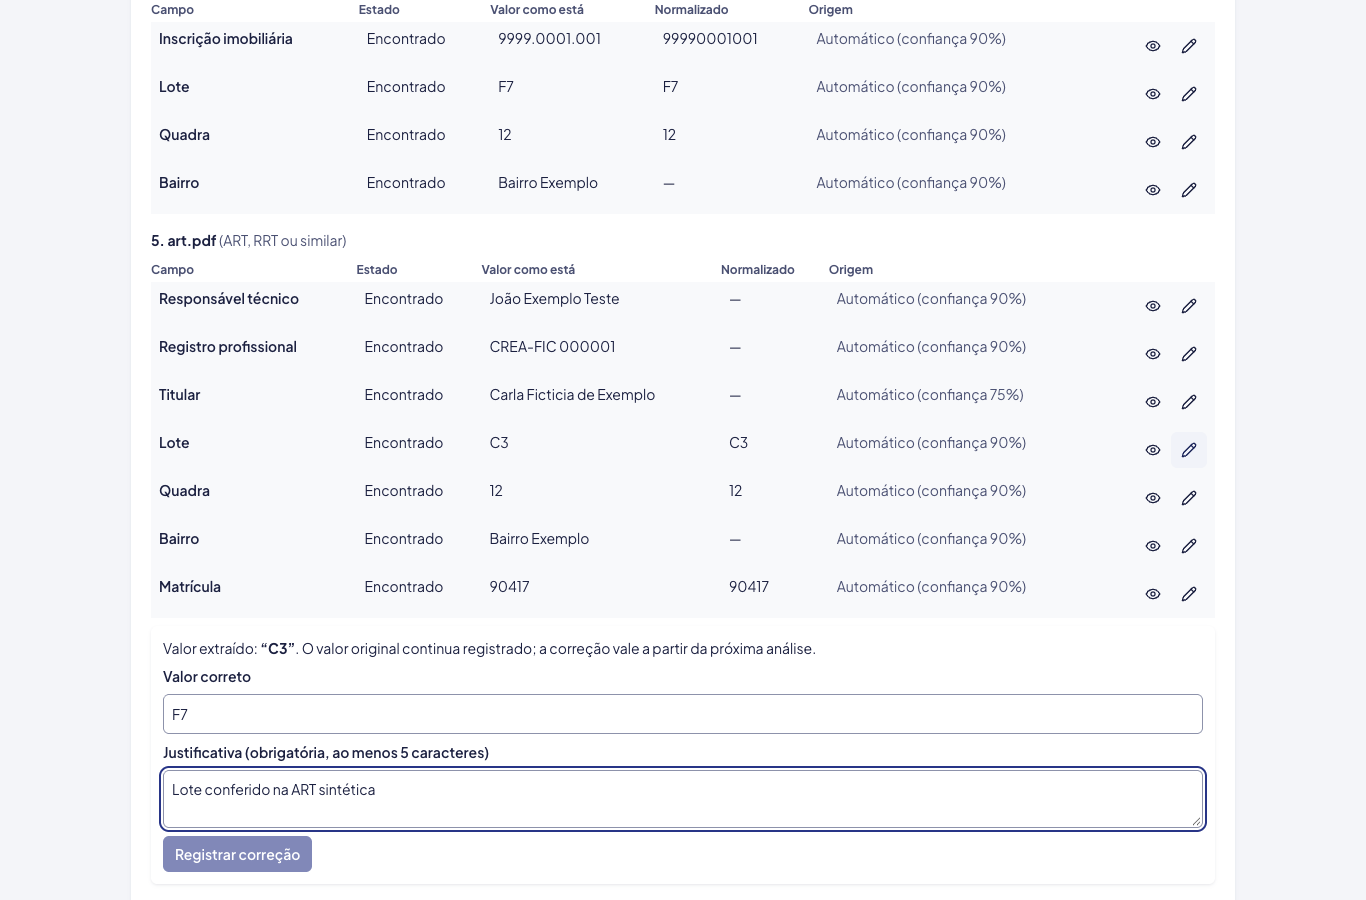 Campo Estado Valor como está Normalizado Origem
Inscrição imobiliária Encontrado 9999.0001.001 99990001001 Automático (confiança 90%)
Lote Encontrado F7 F7 Automático (confiança 90%)
Quadra Encontrado 12 12 Automático (confiança 90%)
Bairro Encontrado Bairro Exemplo — Automático (confiança 90%)
5. art.pdf (ART, RRT ou similar)
Campo Estado Valor como está Normalizado Origem
Responsável técnico Encontrado João Exemplo Teste — Automático (confiança 90%)
Registro profissional Encontrado CREA-FIC 000001 — Automático (confiança 90%)
Titular Encontrado Carla Ficticia de Exemplo — Automático (confiança 75%)
Lote Encontrado C3 C3 Automático (confiança 90%)
Quadra Encontrado 12 12 Automático (confiança 90%)
Bairro Encontrado Bairro Exemplo — Automático (confiança 90%)
Matrícula Encontrado 90417 90417 Automático (confiança 90%)
Valor extraído: “C3”. O valor original continua registrado; a correção vale a partir da próxima análise.
Valor correto
F7
Justificativa (obrigatória, ao menos 5 caracteres)
Lote conferido na ART sintética
Registrar correção